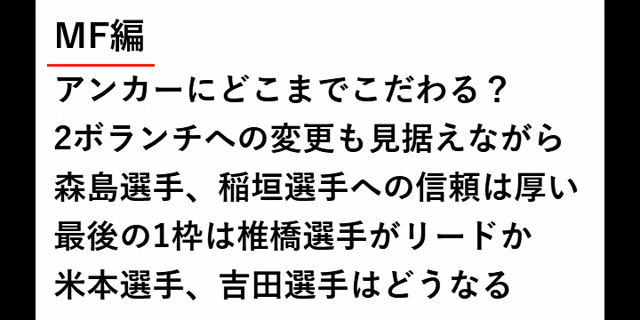 MF編
アンカーにどこまでこだわる？
2ボランチへの変更も見据えながら
森島選手、稲垣選手への信頼は厚い
最後の1枠は椎橋選手がリードか
米本選手、吉田選手はどうなる